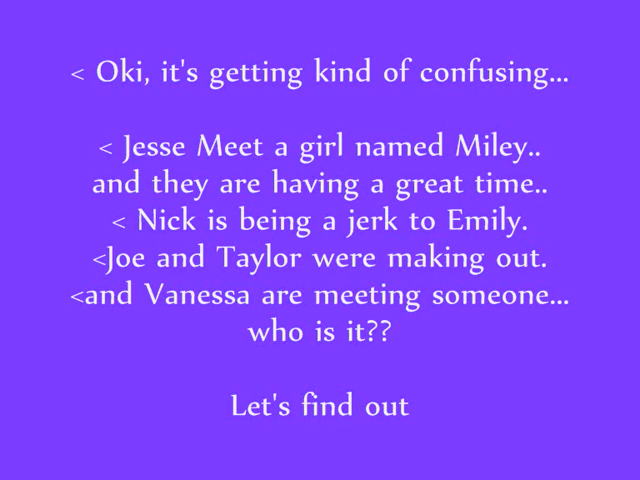 < Oki, it's getting kind of confusing...
< Jesse Meet a girl named Miley..
and they are having a great time..
< Nick is being a jerk to Emily.
<Joe and Taylor were making out.
<and Vanessa are meeting someone...
who is it??
Let's find out